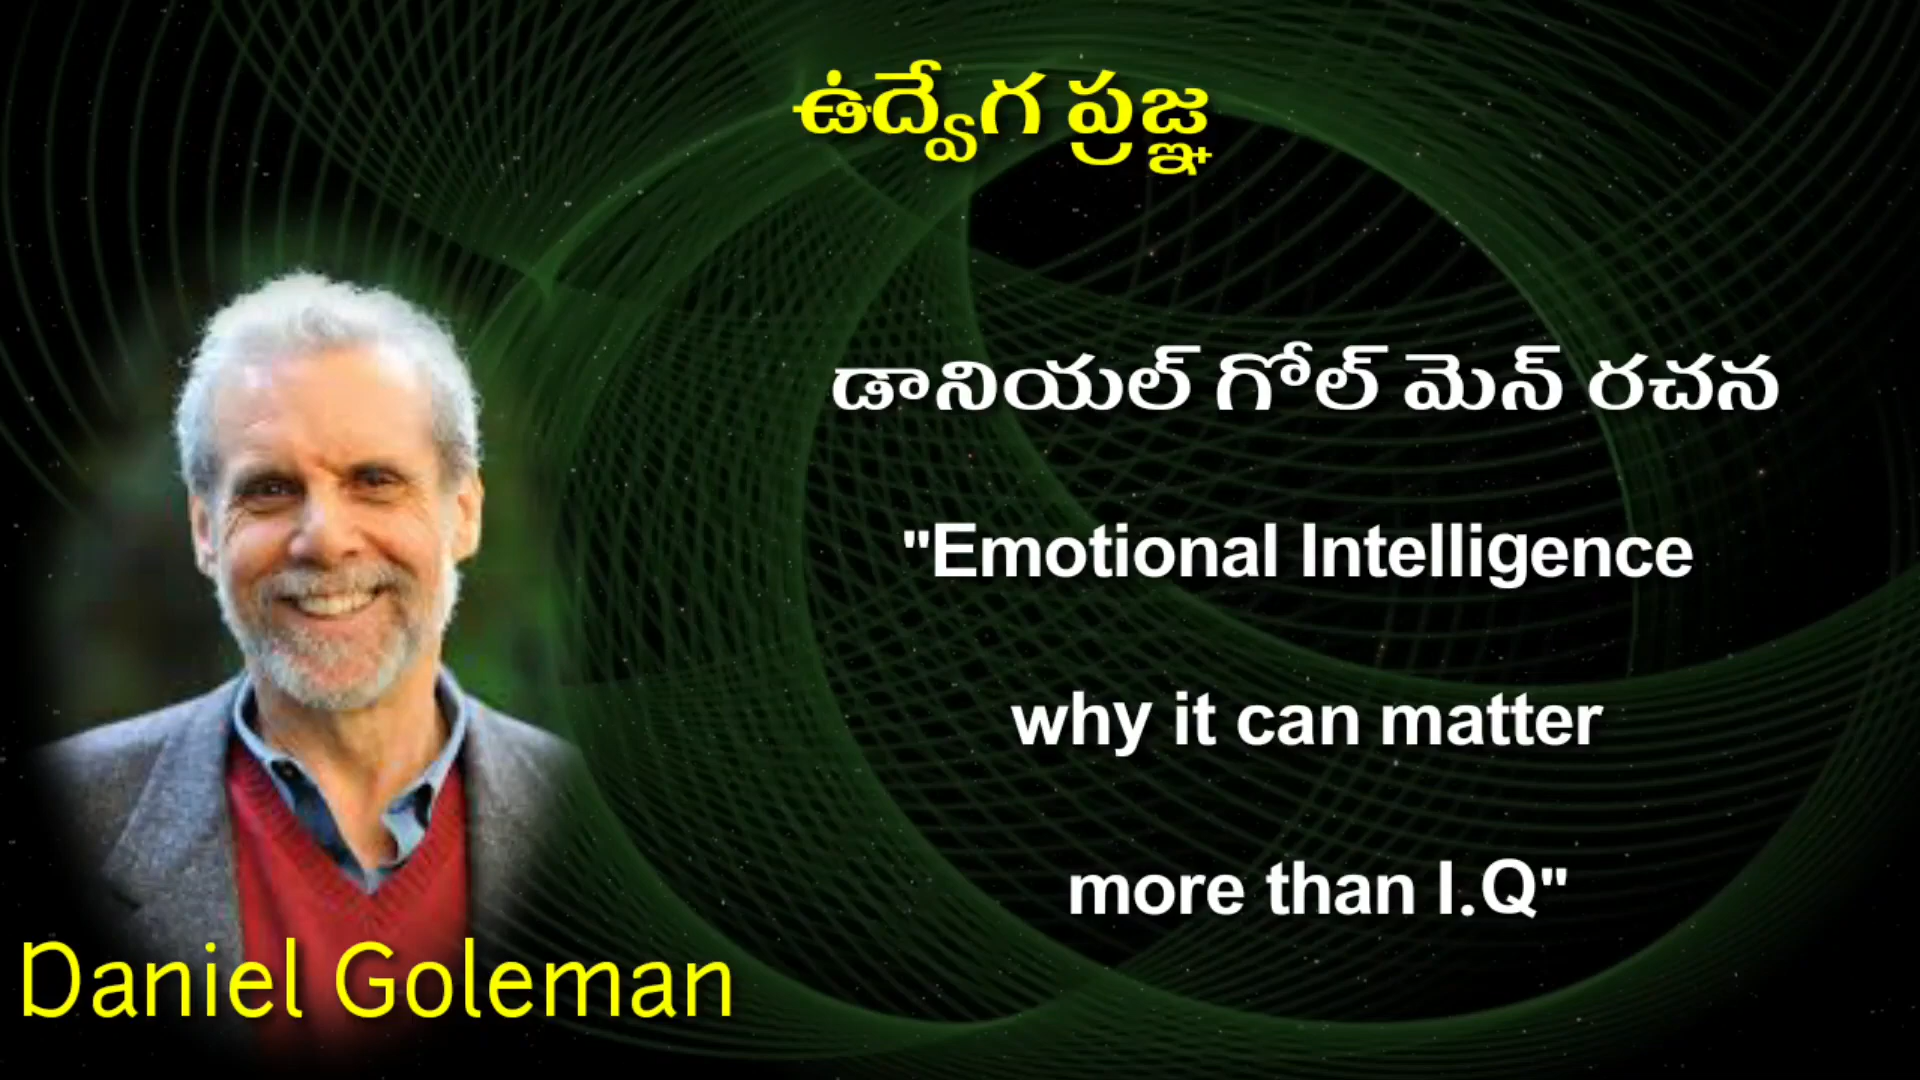 ఉద్వేగ ప్రజ్ఞ
డానియల్ గోల్ మెన్ రచన
"Emotional Intelligence
why it can matter
more than I.Q"
Daniel Goleman